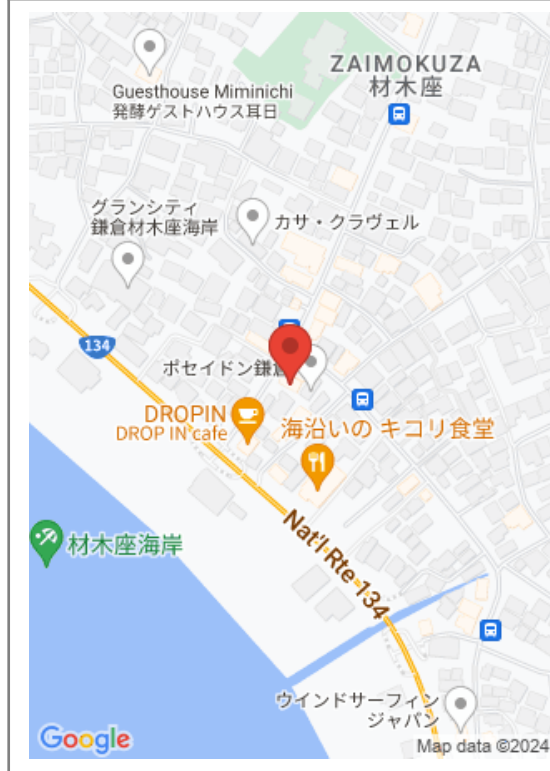 ZAIMOKUZA
材木座
Guesthouse Miminichi
発酵ゲストハウス耳日
グランシティ
鎌倉材木座海岸
カサ・クラヴェル
134
ポセイドン鎌倉
DROPIN
DROP IN cafe
海沿いの キコリ食堂
Nat'l Rte 134
材木座海岸
ウインドサーフィン
ジャパン
Google
Map data ©2024